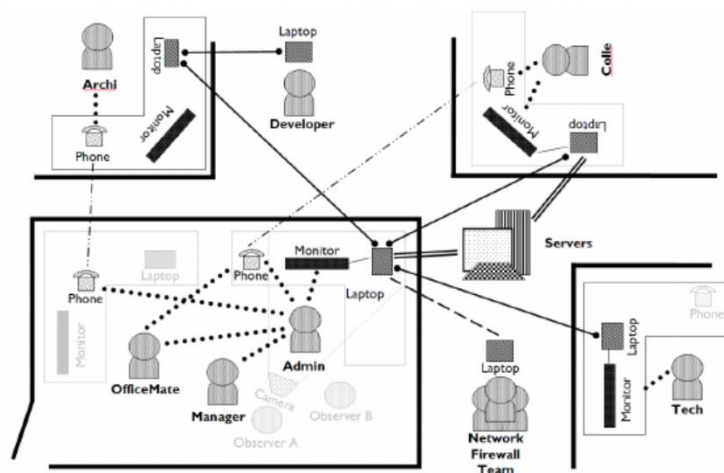 Laptop
Archi
Phone
Monitor
Laptop
Developer
Phone
Colle
Monitor
Laptop
Servers
Laptop
Phone
Monitor
Phone
Monitor
Laptop
Admin
OfficeMate
Manager
Camera
Observer B
Observer A
Laptop
Network
Firewall
Team
Phone
Laptop
Monitor
Tech